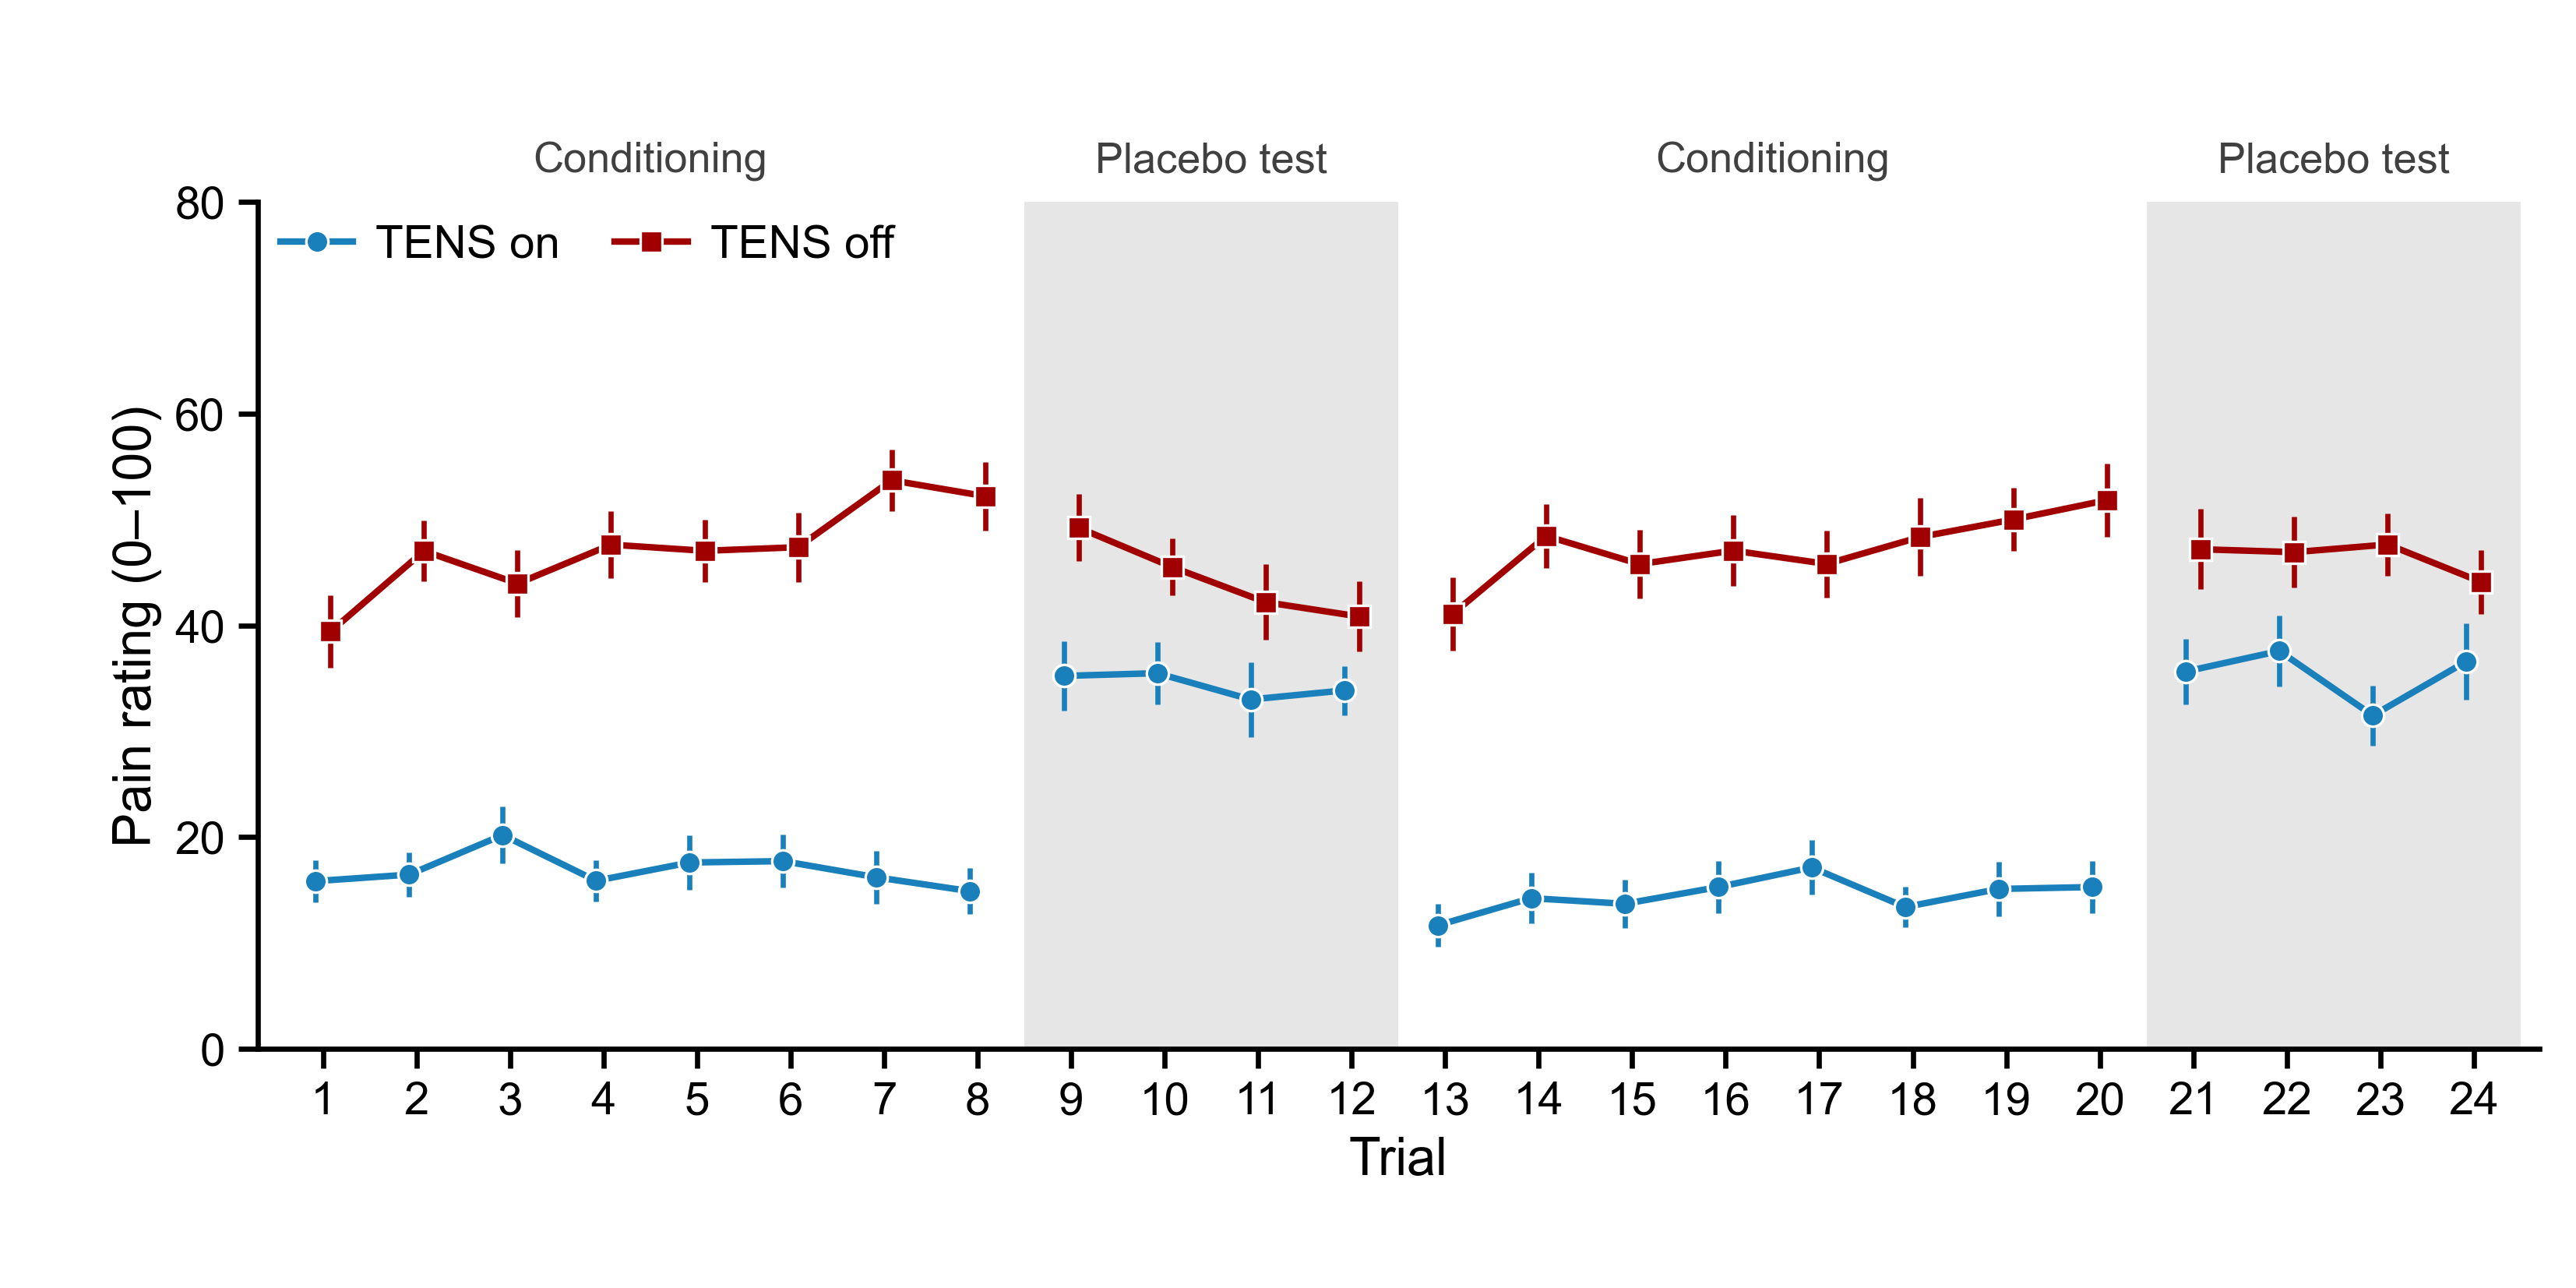 Conditioning Placebo test Conditioning Placebo test
TENS on TENS off
Pain rating (0–100)
80
60
40
20
0
1 2 3 4 5 6 7 8 9 10 11 12 13 14 15 16 17 18 19 20 21 22 23 24
Trial